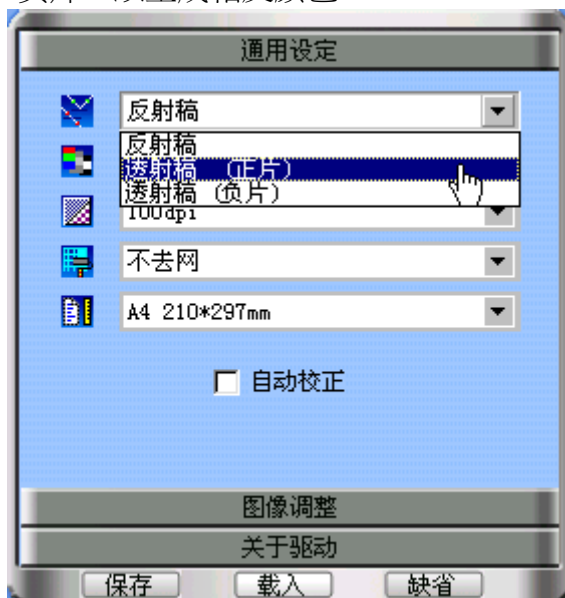 通用设定
反射稿
反射稿
透射稿 （正片）
透射稿（负片）
100dpi
不去网
A4 210*297mm
自动校正
图像调整
关于驱动
保存 载入 缺省